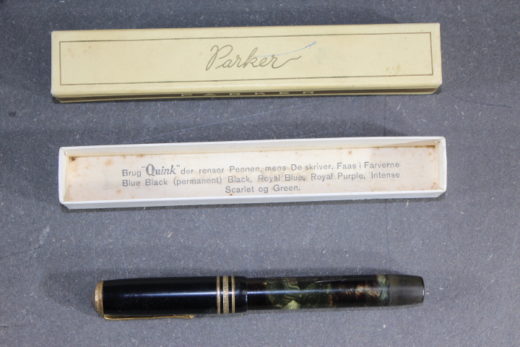 Parker
PARKER
Brug "Quink" der renser Pennen, mens De skriver. Faas i Farverne
Blue Black (permanent) Black, Royal Blue, Royal Purple, Intense
Scarlet og Green.